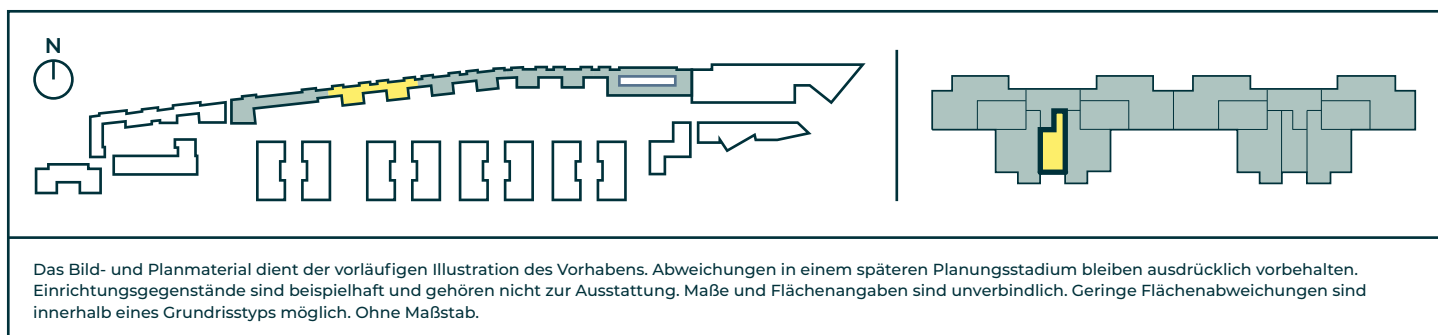 N
Das Bild- und Planmaterial dient der vorläufigen Illustration des Vorhabens. Abweichungen in einem späteren Planungsstadium bleiben ausdrücklich vorbehalten.
Einrichtungsgegenstände sind beispielhaft und gehören nicht zur Ausstattung. Maße und Flächenangaben sind unverbindlich. Geringe Flächenabweichungen sind
innerhalb eines Grundrisstyps möglich. Ohne Maßstab.